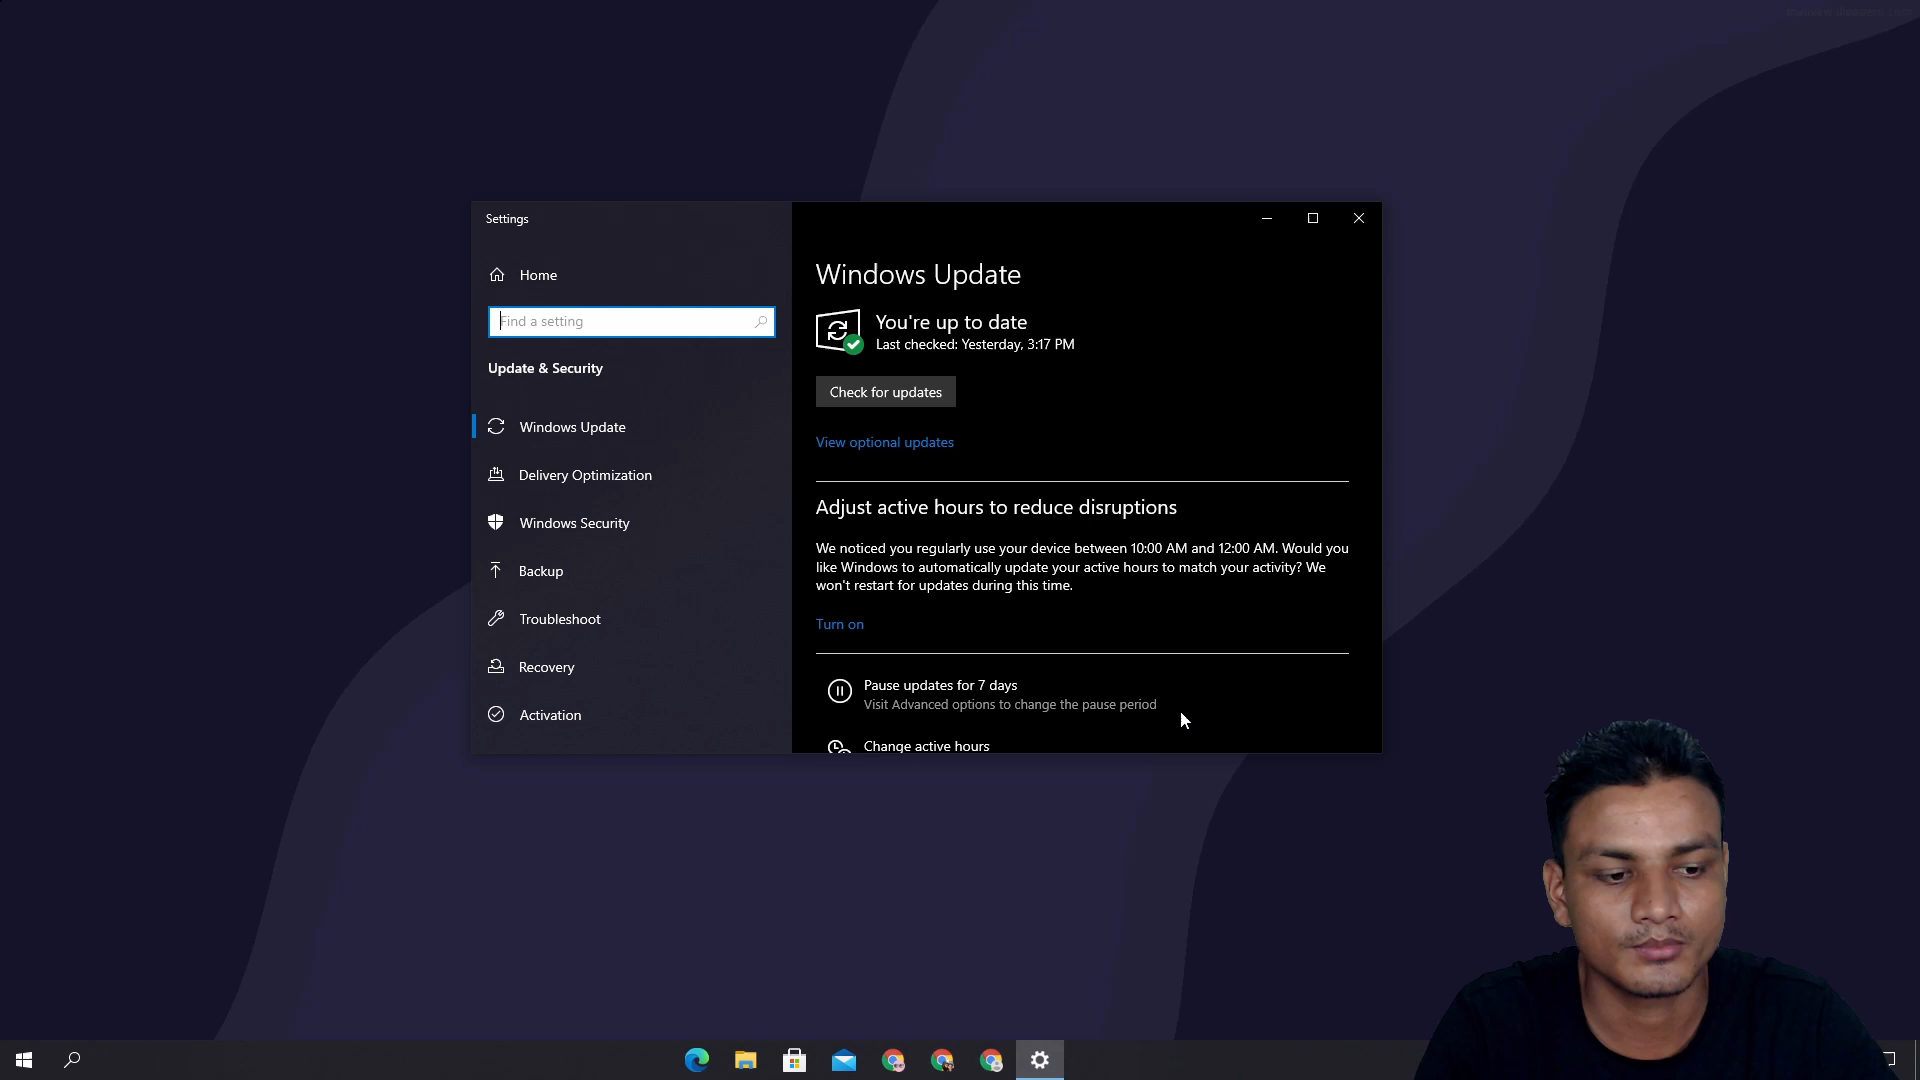 Settings
Home
Find a setting
Update & Security
Windows Update
Delivery Optimization
Windows Security
Backup
Troubleshoot
Recovery
Activation
Windows Update
You're up to date
Last checked: Yesterday, 3:17 PM
Check for updates
View optional updates
Adjust active hours to reduce disruptions
We noticed you regularly use your device between 10:00 AM and 12:00 AM. Would you
like Windows to automatically update your active hours to match your activity? We
won't restart for updates during this time.
Turn on
Pause updates for 7 days
Visit Advanced options to change the pause period
Change active hours